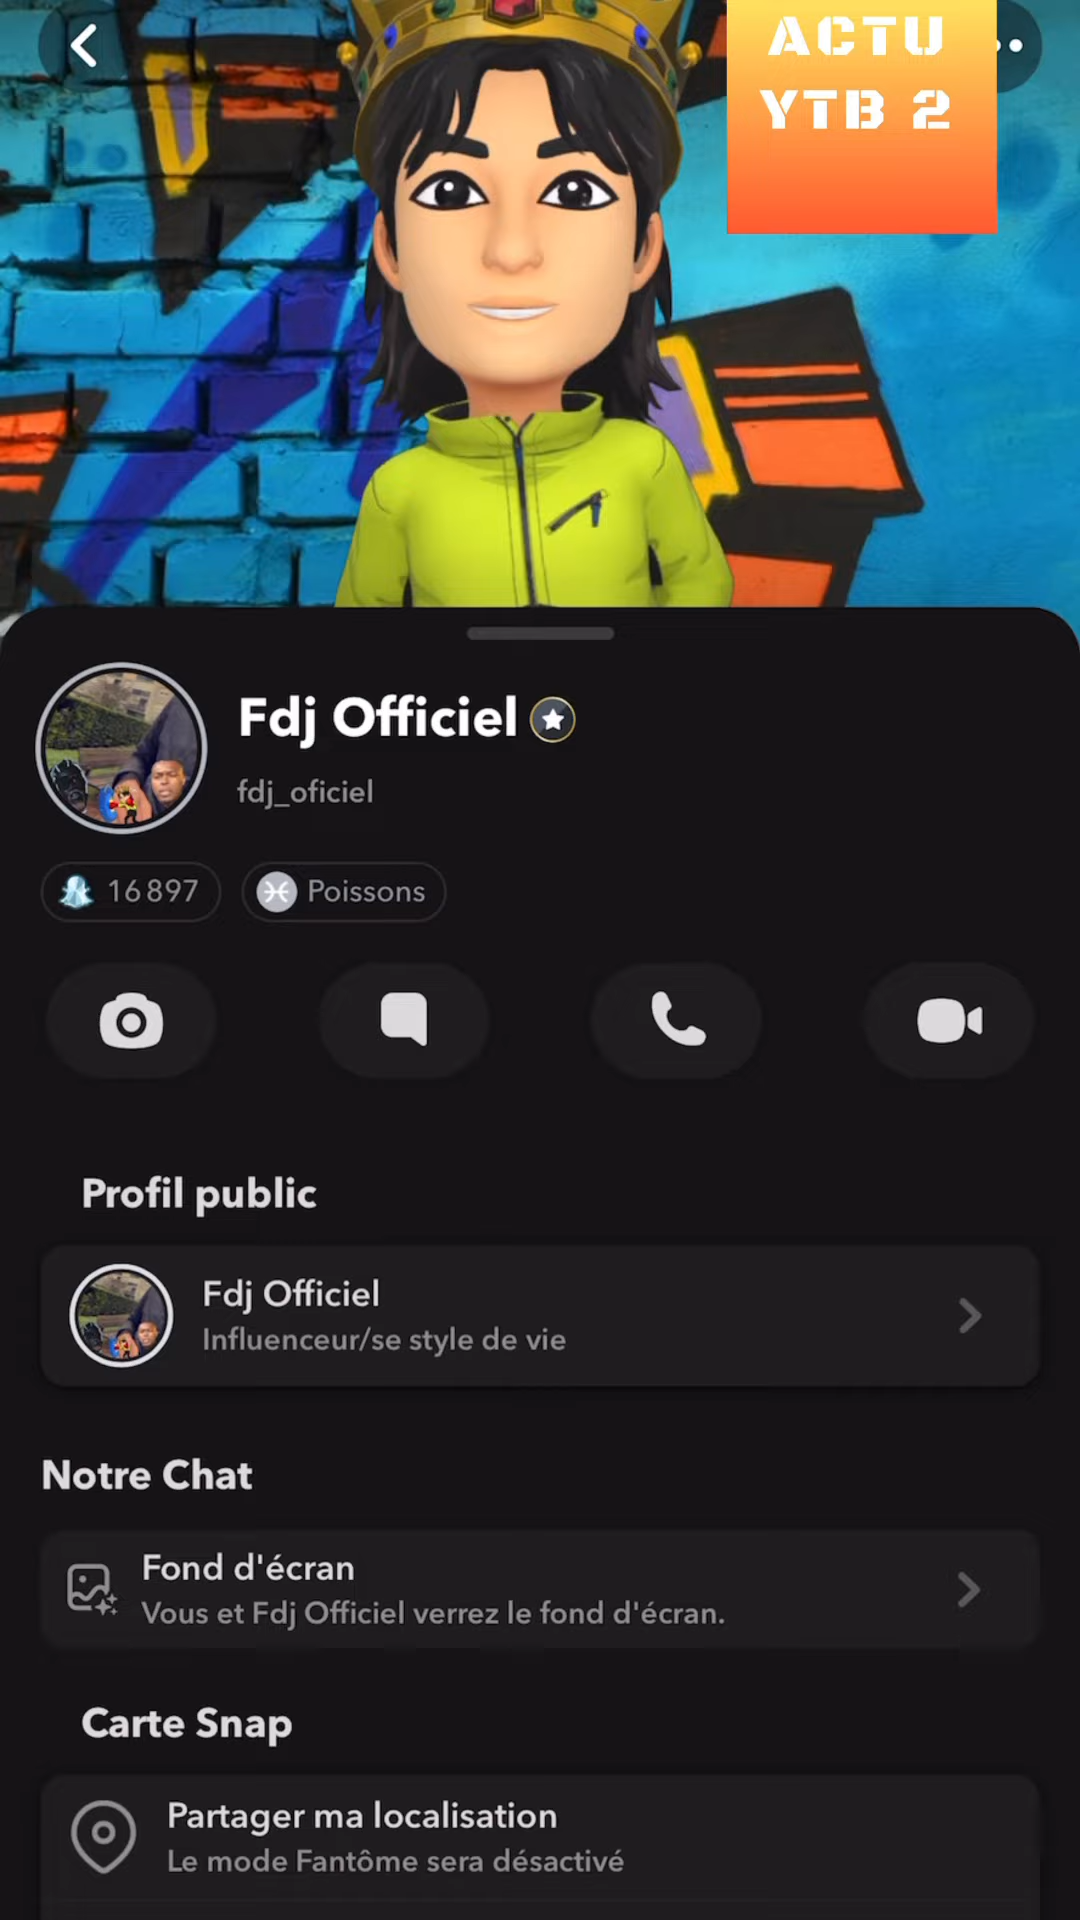 ACTU
YTB 2
Fdj Officiel
fdj_oficiel
16 897
Poissons
Profil public
Fdj Officiel
Influenceur/se style de vie
Notre Chat
Fond d'écran
Vous et Fdj Officiel verrez le fond d'écran.
Carte Snap
Partager ma localisation
Le mode Fantôme sera désactivé